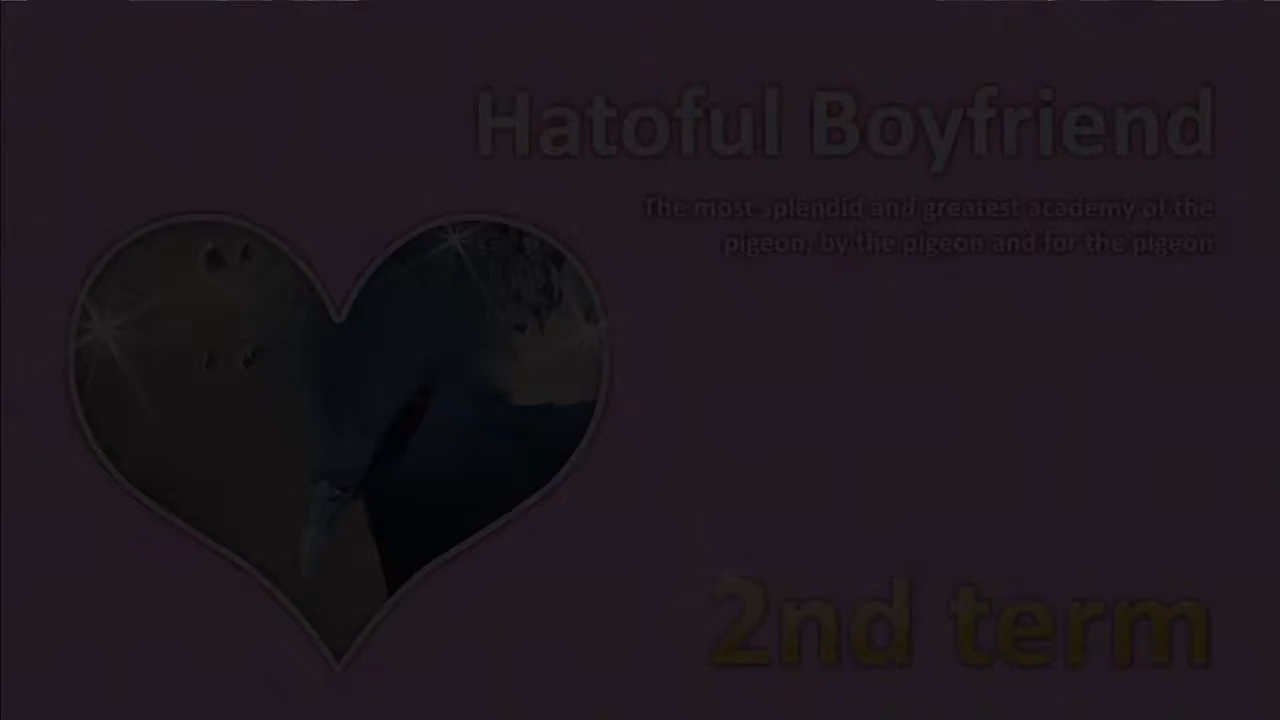 Hatoful Boyfriend
The most splendid and greatest academy of the
pigeon, by the pigeon and for the pigeon
2nd term